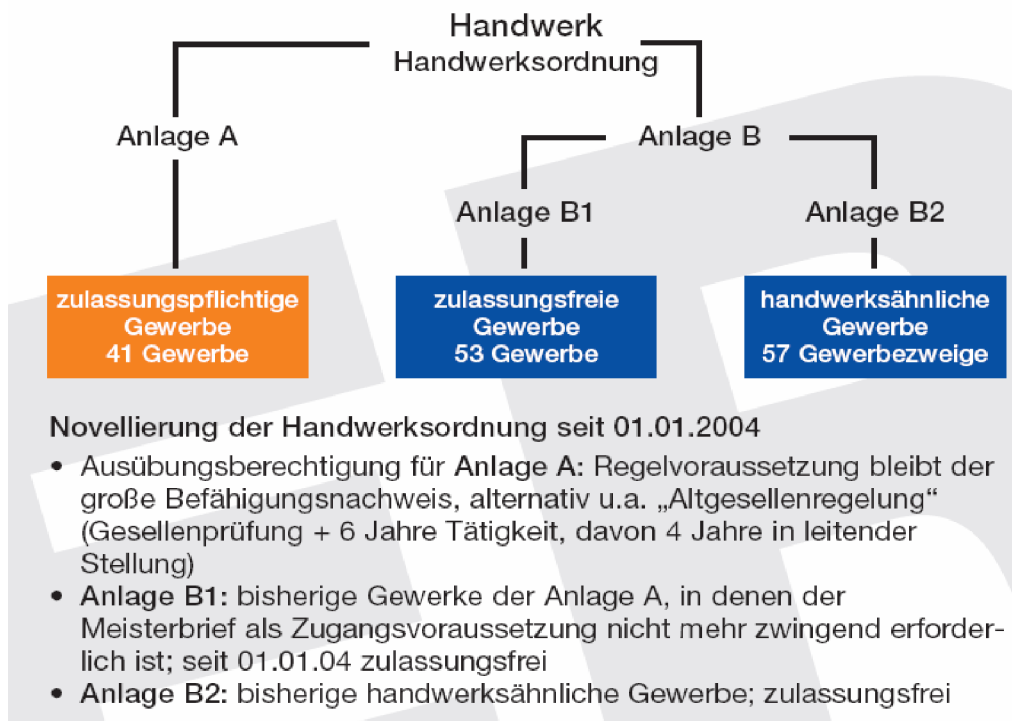 Handwerk
Handwerksordnung
Anlage A
Anlage B
Anlage B1
Anlage B2
zulassungspflichtige
Gewerbe
41 Gewerbe
zulassungsfreie
Gewerbe
53 Gewerbe
handwerksähnliche
Gewerbe
57 Gewerbezweige
Novellierung der Handwerksordnung seit 01.01.2004
• Ausübungsberechtigung für Anlage A: Regelvoraussetzung bleibt der
große Befähigungsnachweis, alternativ u.a. „Altgesellenregelung“
(Gesellenprüfung + 6 Jahre Tätigkeit, davon 4 Jahre in leitender
Stellung)
• Anlage B1: bisherige Gewerke der Anlage A, in denen der
Meisterbrief als Zugangsvoraussetzung nicht mehr zwingend erforder-
lich ist; seit 01.01.04 zulassungsfrei
• Anlage B2: bisherige handwerksähnliche Gewerbe; zulassungsfrei